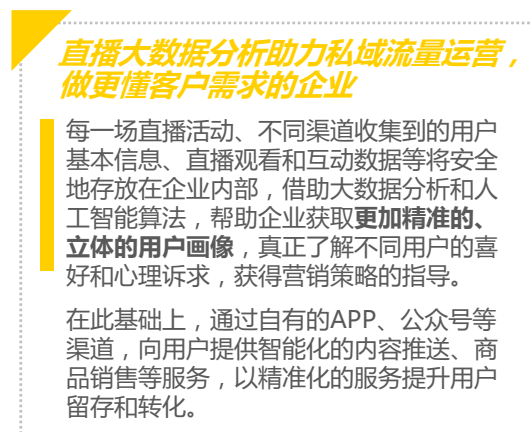 直播大数据分析助力私域流量运营，
做更懂客户需求的企业
每一场直播活动、不同渠道收集到的用户
基本信息、直播观看和互动数据等将安全
地存放在企业内部，借助大数据分析和人
工智能算法，帮助企业获取更加精准的、
立体的用户画像，真正了解不同用户的喜
好和心理诉求，获得营销策略的指导。
在此基础上，通过自有的APP、公众号等
渠道，向用户提供智能化的内容推送、商
品销售等服务，以精准化的服务提升用户
留存和转化。